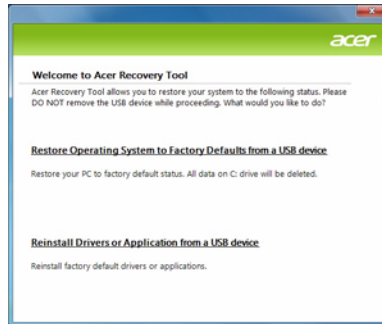 acer
Welcome to Acer Recovery Tool
Acer Recovery Tool allows you to restore your system to the following status. Please
DO NOT remove the USB device while proceeding. What would you like to do?
Restore Operating System to Factory Defaults from a USB device
Restore your PC to factory default status. All data on C: drive will be deleted.
Reinstall Drivers or Application from a USB device
Reinstall factory default drivers or applications.